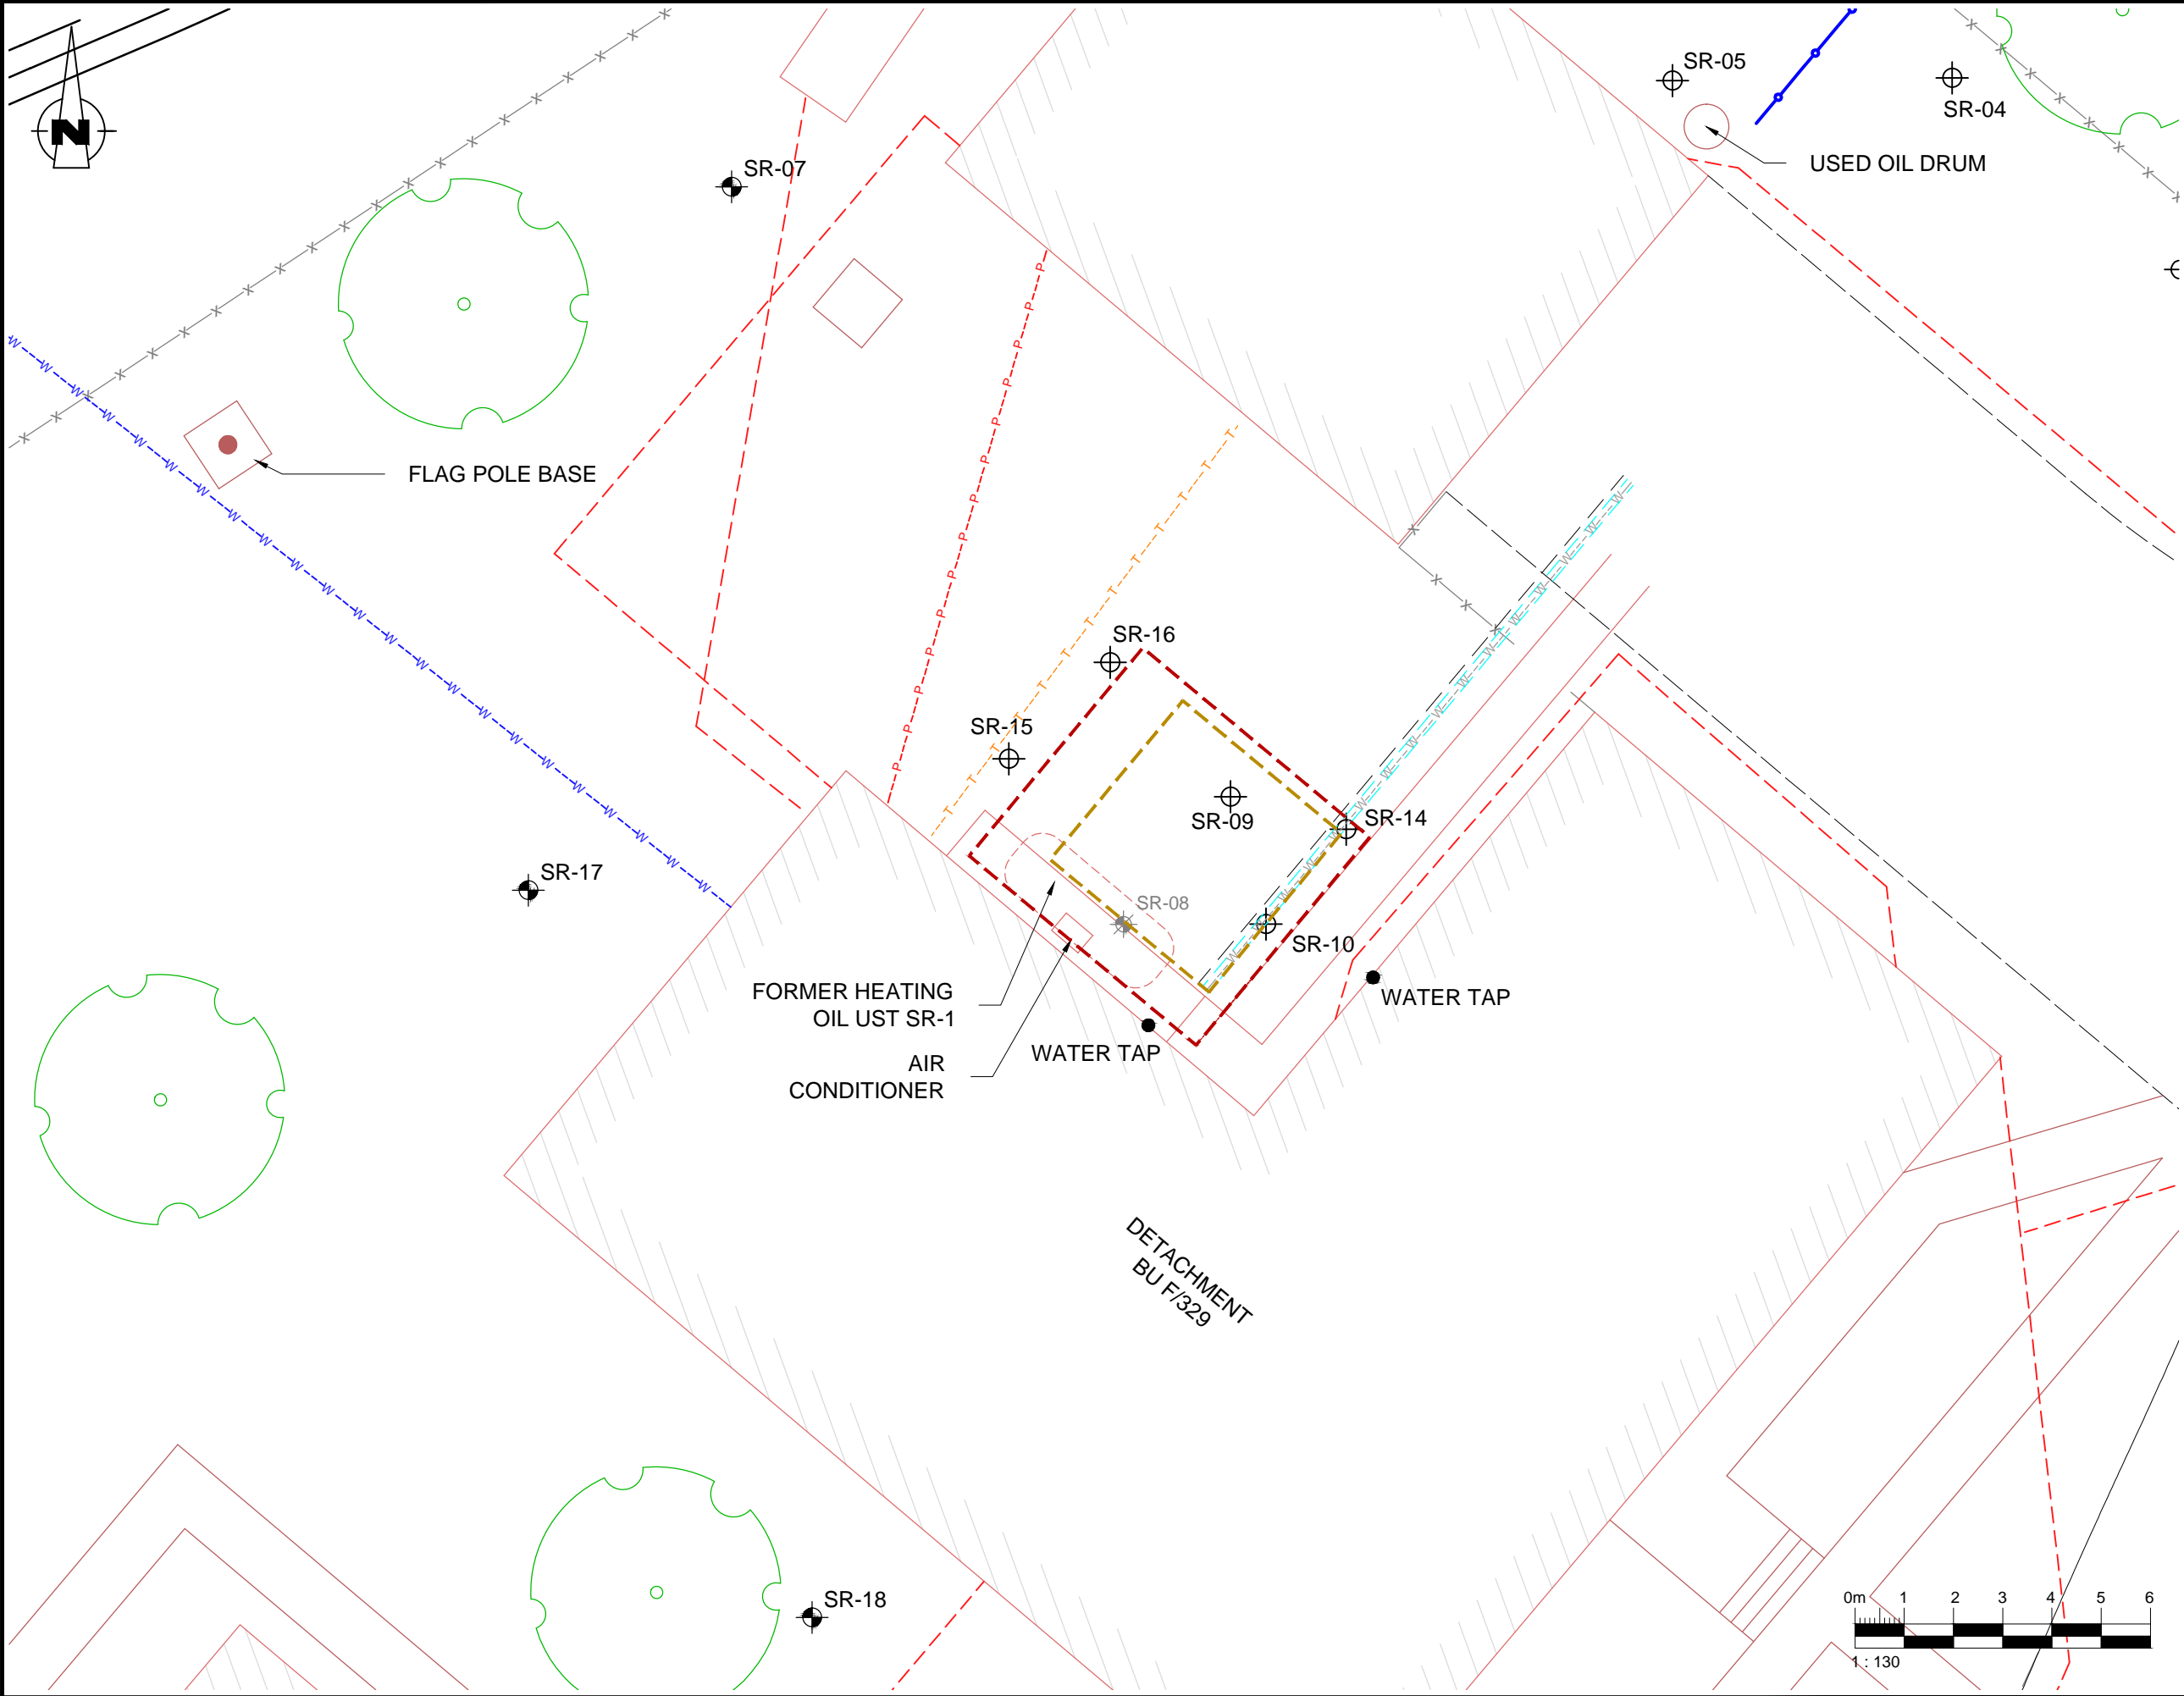 SR-05
SR-04
N
USED OIL DRUM
SR-07
FLAG POLE BASE
SR-16
SR-15
SR-09
SR-14
SR-17
SR-08
SR-10
FORMER HEATING
OIL UST SR-1
WATER TAP
WATER TAP
AIR
CONDITIONER
DETACHMENT
BU F/329
SR-18
0m 1 2 3 4 5 6
1 : 130